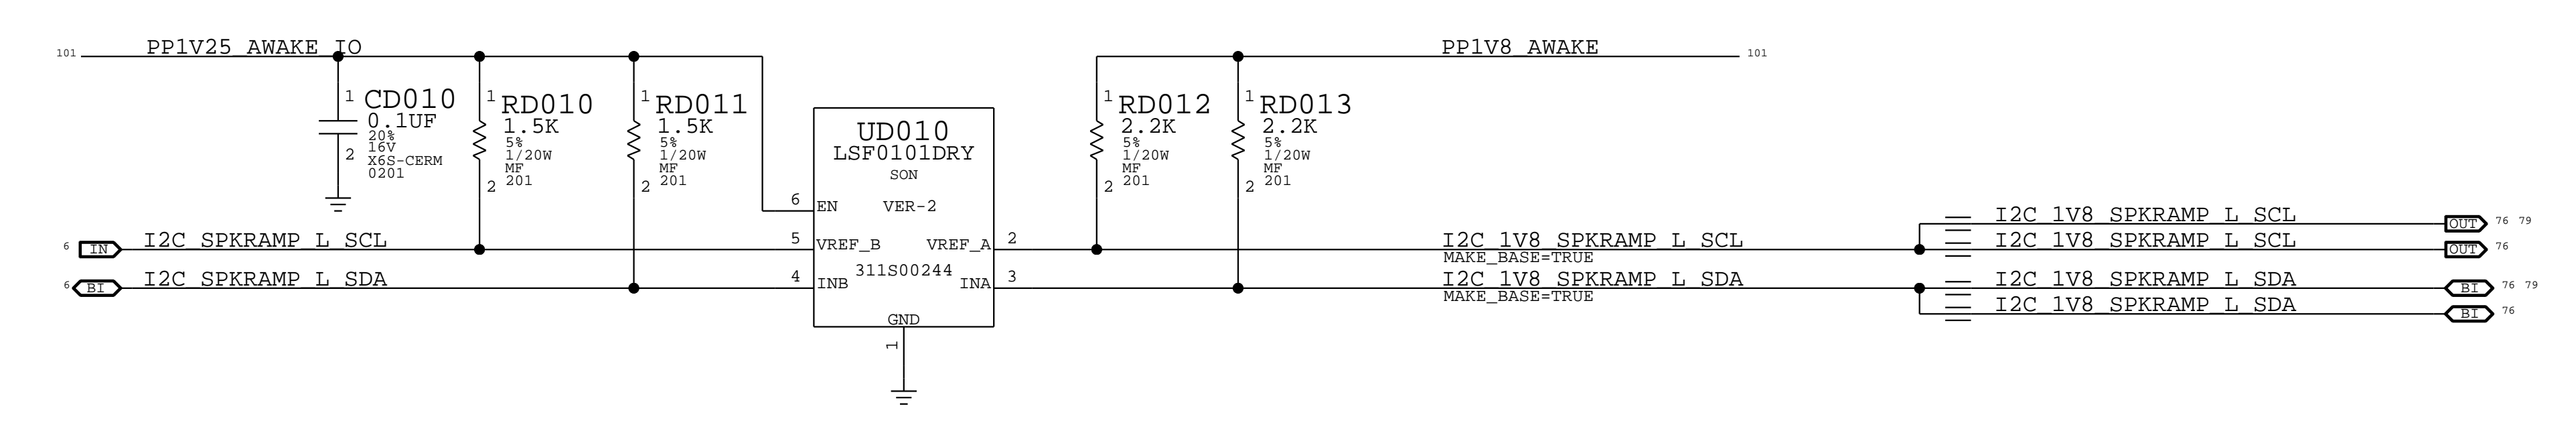 101 PP1V25_AWAKE_IO
PP1V8_AWAKE 101
1 CD010
0.1UF
20%
16V
X6S-CERM
0201
2
1 RD010
1.5K
5%
1/20W
MF
201
2
1 RD011
1.5K
5%
1/20W
MF
201
2
UD010
LSF0101DRY
SON
VER-2
6 EN
5 VREF_B
VREF_A 2
311S00244
4 INB
INA 3
GND
1
1 RD012
2.2K
5%
1/20W
MF
201
2
1 RD013
2.2K
5%
1/20W
MF
201
2
6 IN I2C_SPKRAMP_L_SCL
6 BI I2C_SPKRAMP_L_SDA
I2C_1V8_SPKRAMP_L_SCL
MAKE_BASE=TRUE
I2C_1V8_SPKRAMP_L_SDA
MAKE_BASE=TRUE
I2C_1V8_SPKRAMP_L_SCL OUT 76 79
I2C_1V8_SPKRAMP_L_SCL OUT 76
I2C_1V8_SPKRAMP_L_SDA BI 76 79
I2C_1V8_SPKRAMP_L_SDA BI 76